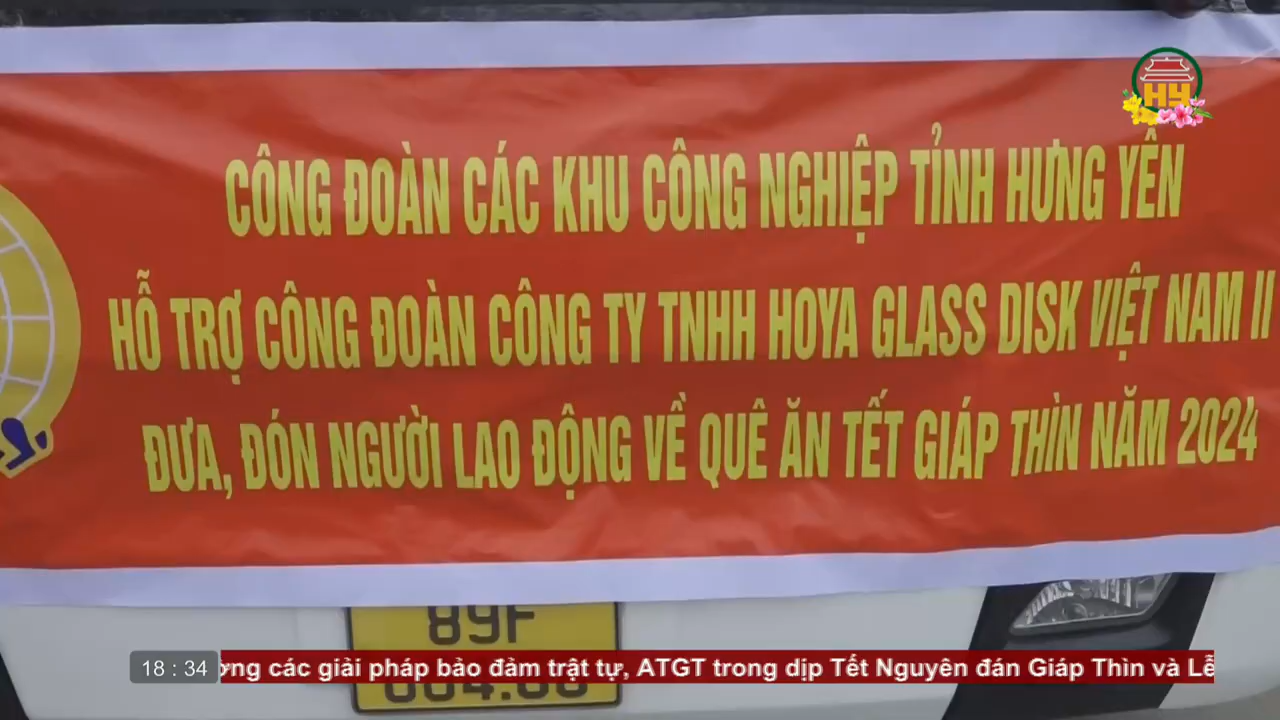 HY
CÔNG ĐOÀN CÁC KHU CÔNG NGHIỆP TỈNH HƯNG YÊN
HỖ TRỢ CÔNG ĐOÀN CÔNG TY TNHH HOYA GLASS DISK VIỆT NAM II
ĐƯA, ĐÓN NGƯỜI LAO ĐỘNG VỀ QUÊ ĂN TẾT GIÁP THÌN NĂM 2024
89F
18 : 34 ờng các giải pháp bảo đảm trật tự, ATGT trong dịp Tết Nguyên đán Giáp Thìn và Lễ